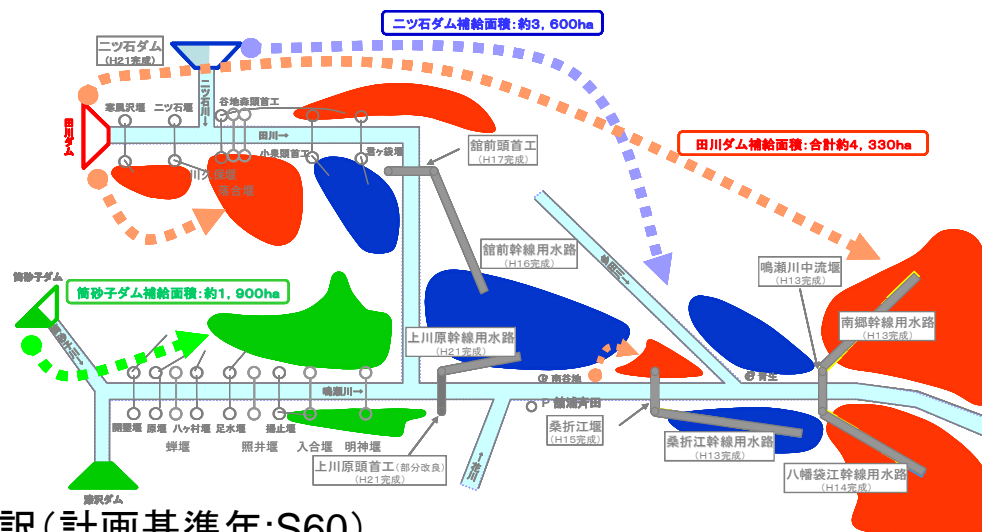 二ツ石ダム補給面積:約3,600ha
二ツ石ダム
(H21完成)
二ツ石川→
寒風沢堰
二ツ石堰
谷地森頭首工
田川ダム
田川→
小泉頭首工
川久保堰
落合堰
舘前頭首工
(H17完成)
田川ダム補給面積:合計約4,330ha
舘前幹線用水路
(H16完成)
鳴瀬川中流堰
(H13完成)
筒砂子ダム
筒砂子ダム補給面積:約1,900ha
南郷幹線用水路
(H13完成)
上川原幹線用水路
(H21完成)
鳴瀬川→
南谷地
青生
原堰
八ヶ村堰
足水堰
揚止堰
蝉堰
照井堰
入合堰
明神堰
桑折江堰
(H15完成)
桑折江幹線用水路
(H13完成)
上川原頭首工(部分改良)
(H21完成)
八幡袋江幹線用水路
(H14完成)
訳(計画基準年:S60)